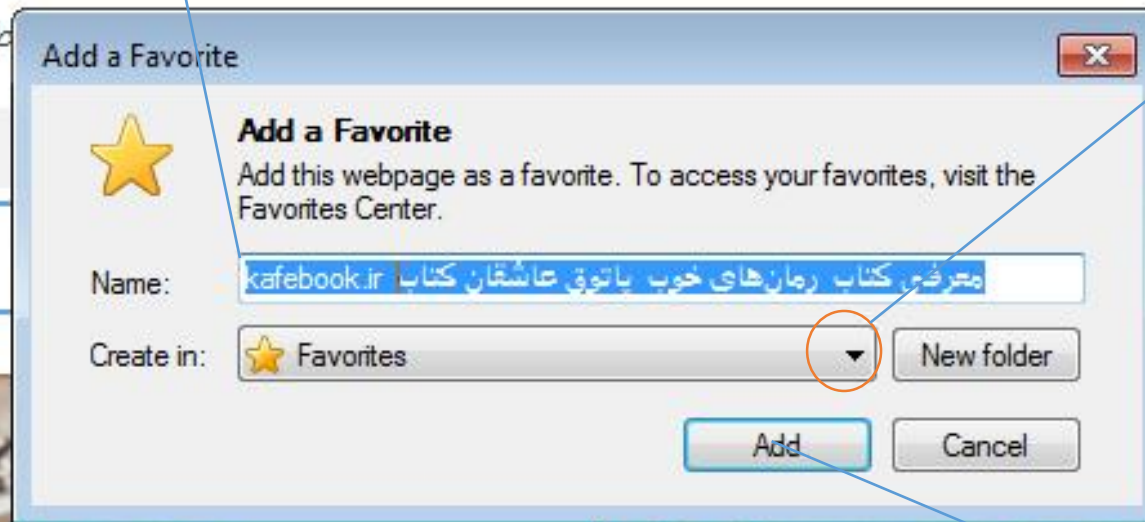 Add a Favorite
Add a Favorite
Add this webpage as a favorite. To access your favorites, visit the
Favorites Center.
Name:
معرفی کتاب رمان‌های خوب پاتوق عاشقان کتاب kafebook.ir
Create in:
Favorites
New folder
Add
Cancel